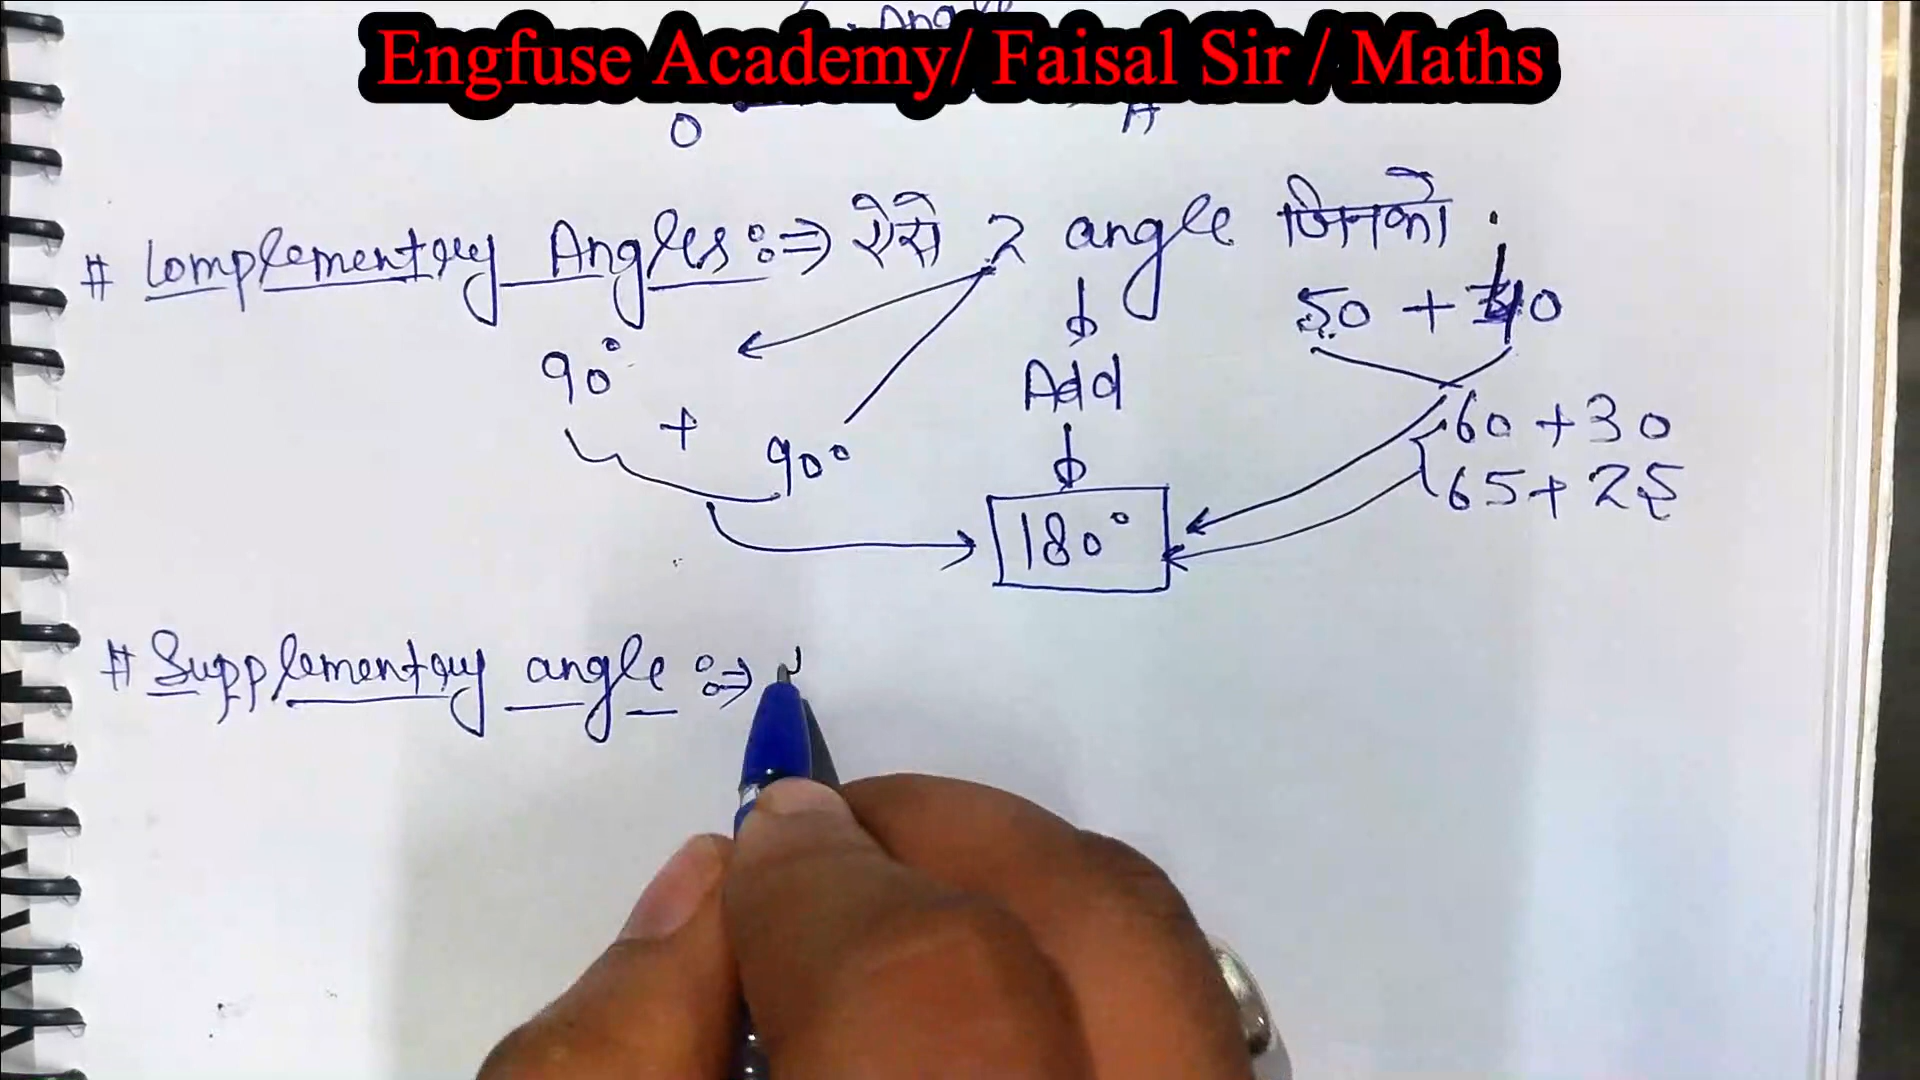 Angle
Engfuse Academy/ Faisal Sir / Maths
O A
# Complementary Angles :⇒ ऐसे 2 angle जिनको
50 + 40
90° + 90°
Add
60 + 30
65 + 25
180°
# Supplementary angle :⇒